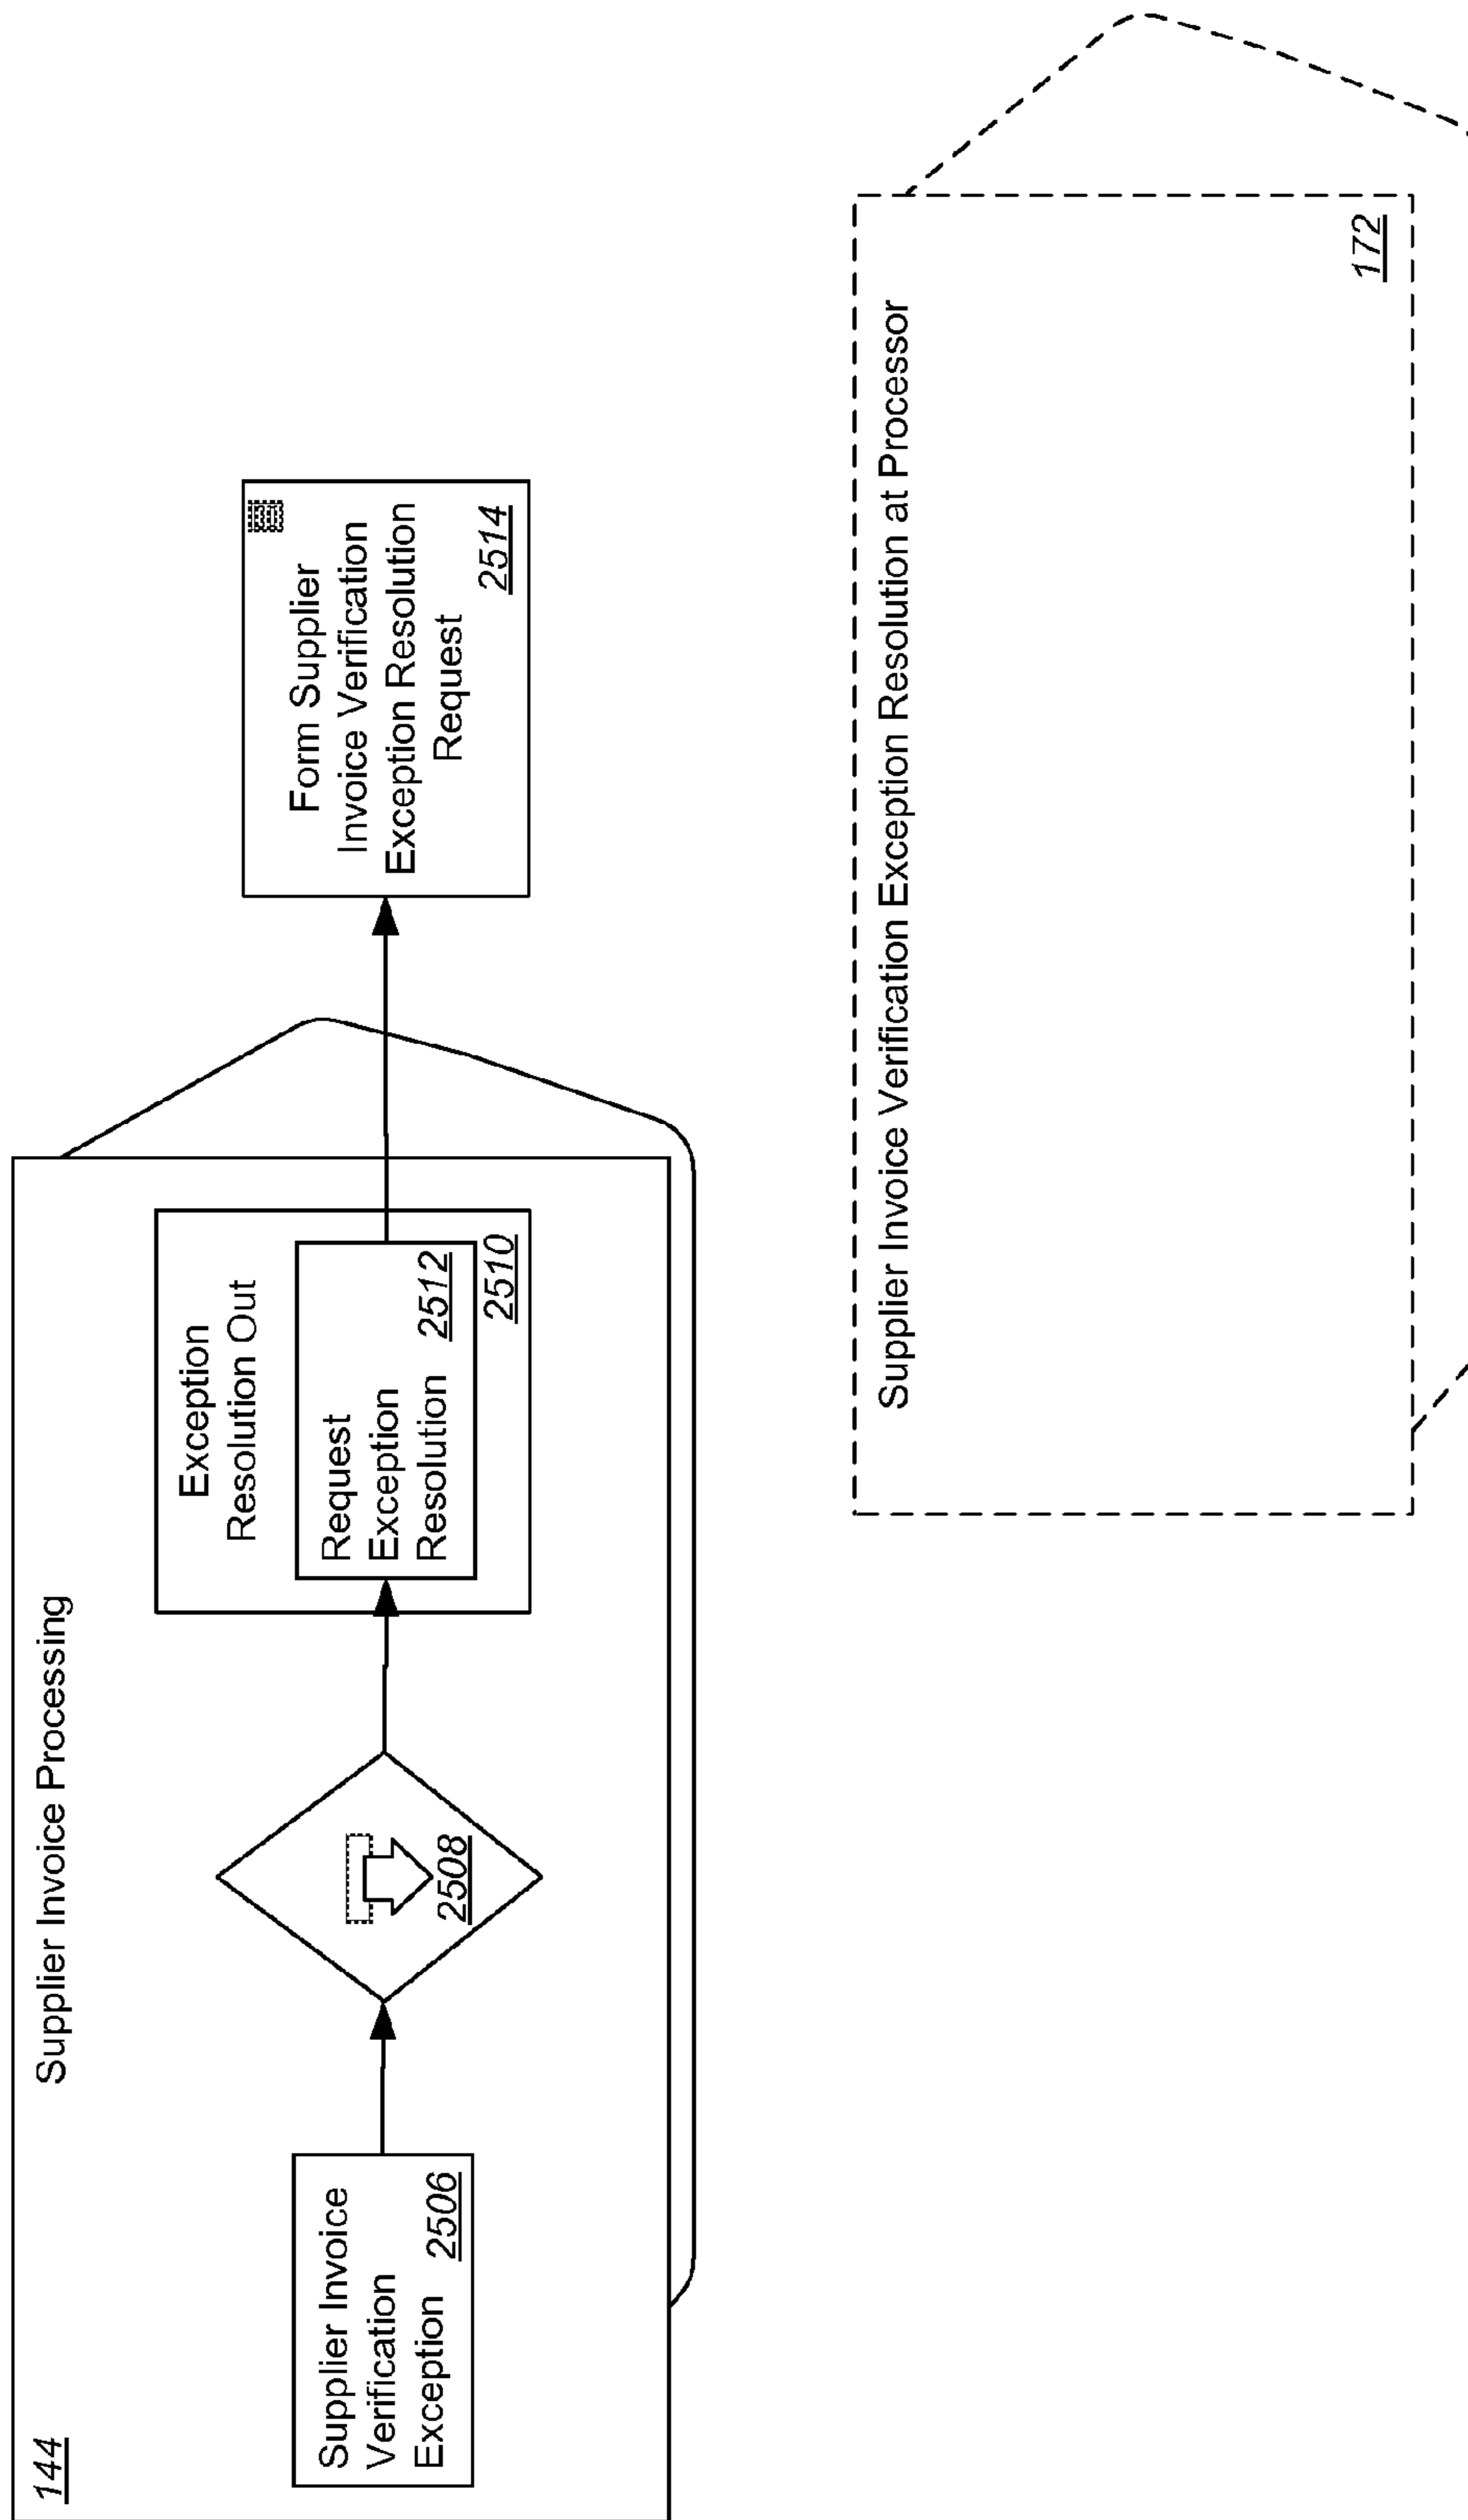 144
Supplier Invoice Processing
Supplier Invoice
Verification
Exception
2506
2508
Exception
Resolution Out
Request
Exception
Resolution
2512
2510
Form Supplier
Invoice Verification
Exception Resolution
Request
2514
Supplier Invoice Verification Exception Resolution at Processor
172